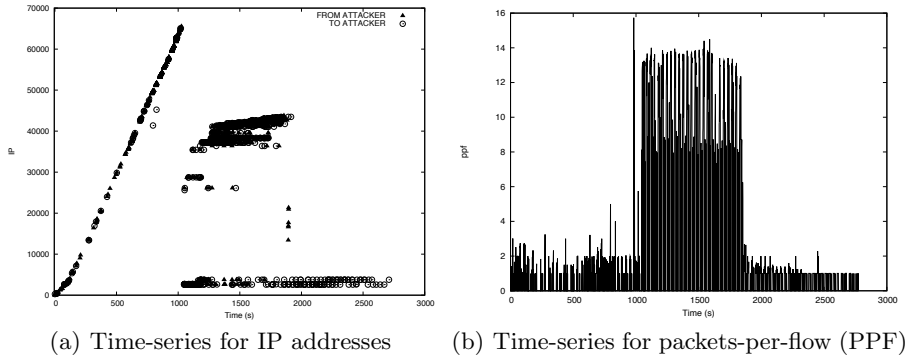 FROM ATTACKER
TO ATTACKER
70000
60000
50000
40000
30000
20000
10000
0
IP
0 500 1000 1500 2000 2500 3000
Time (s)
(a) Time-series for IP addresses
16
14
12
10
8
6
4
2
0
ppf
0 500 1000 1500 2000 2500 3000
Time (s)
(b) Time-series for packets-per-flow (PPF)